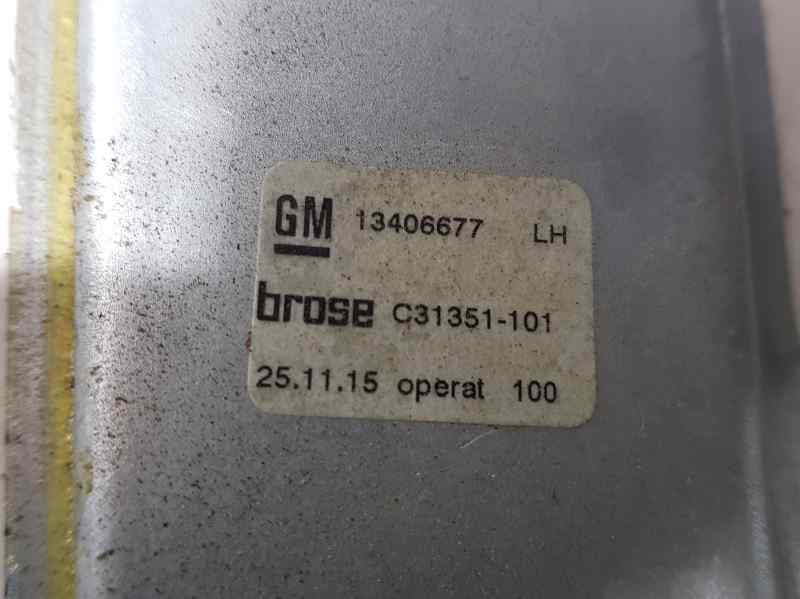 GM 13406677 LH
brose C31351-101
25.11.15 operat 100